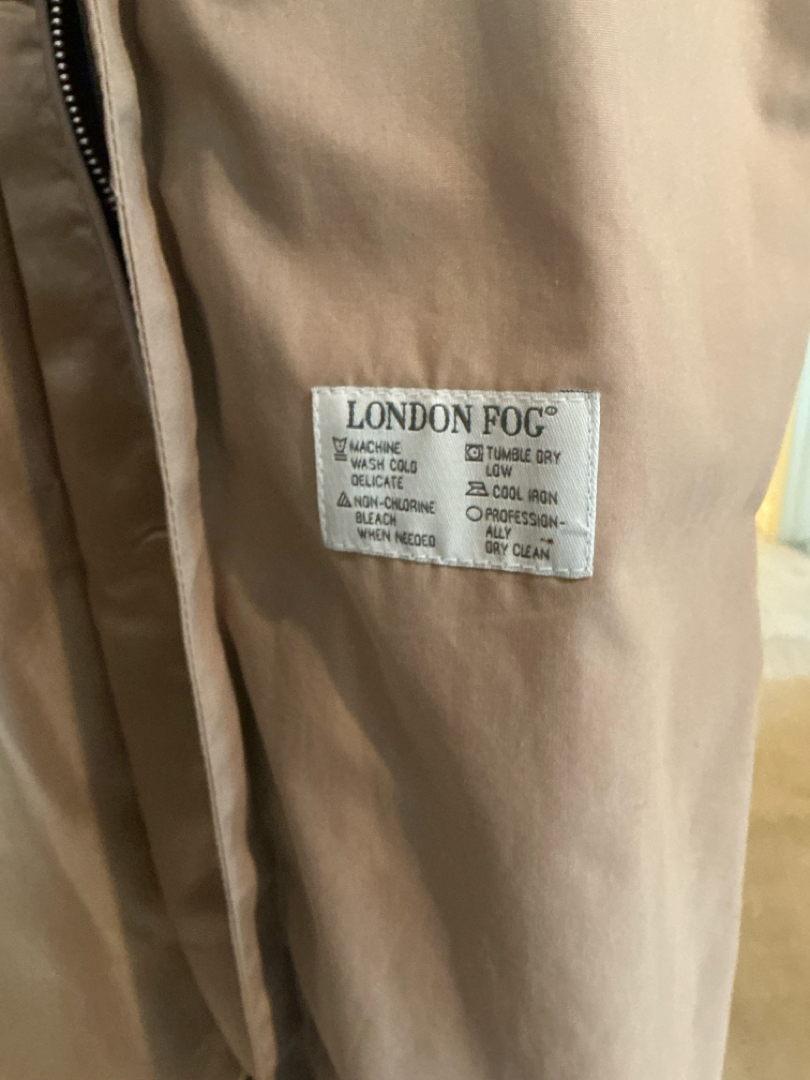 LONDON FOG®
MACHINE
WASH COLD
DELICATE
NON-CHLORINE
BLEACH
WHEN NEEDED
TUMBLE DRY
LOW
COOL IRON
PROFESSION-
ALLY
DRY CLEAN